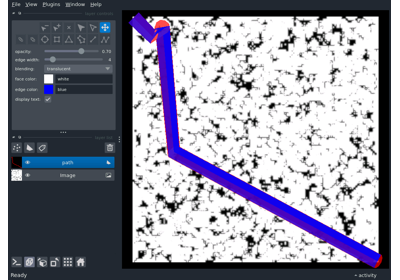 File View Plugins Window Help
opacity: 0.70
edge width:
blending: translucent
face color: white
edge color: blue
display text:
path
Image
Ready
activity